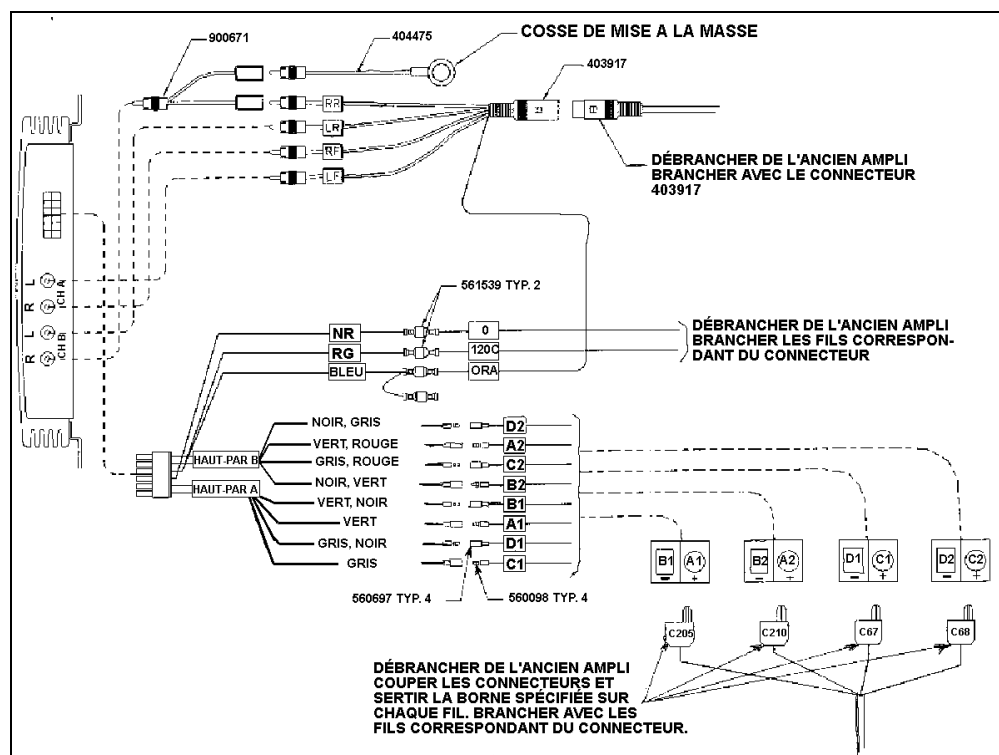 COSSE DE MISE A LA MASSE
900671
404475
403917
RR
LR
RF
LF
DÉBRANCHER DE L'ANCIEN AMPLI
BRANCHER AVEC LE CONNECTEUR
403917
L
R
CH A
L
R
CH B
561539 TYP. 2
NR
0
RG
120C
BLEU
ORA
DÉBRANCHER DE L'ANCIEN AMPLI
BRANCHER LES FILS CORRESPON-
DANT DU CONNECTEUR
HAUT-PAR B
HAUT-PAR A
NOIR, GRIS
D2
VERT, ROUGE
A2
GRIS, ROUGE
C2
NOIR, VERT
B2
VERT, NOIR
B1
VERT
A1
GRIS, NOIR
D1
GRIS
C1
560697 TYP. 4
560098 TYP. 4
B1 A1
- +
B2 A2
- +
D1 C1
- +
D2 C2
- +
C205
C210
C67
C68
DÉBRANCHER DE L'ANCIEN AMPLI
COUPER LES CONNECTEURS ET
SERTIR LA BORNE SPÉCIFIÉE SUR
CHAQUE FIL. BRANCHER AVEC LES
FILS CORRESPONDANT DU CONNECTEUR.